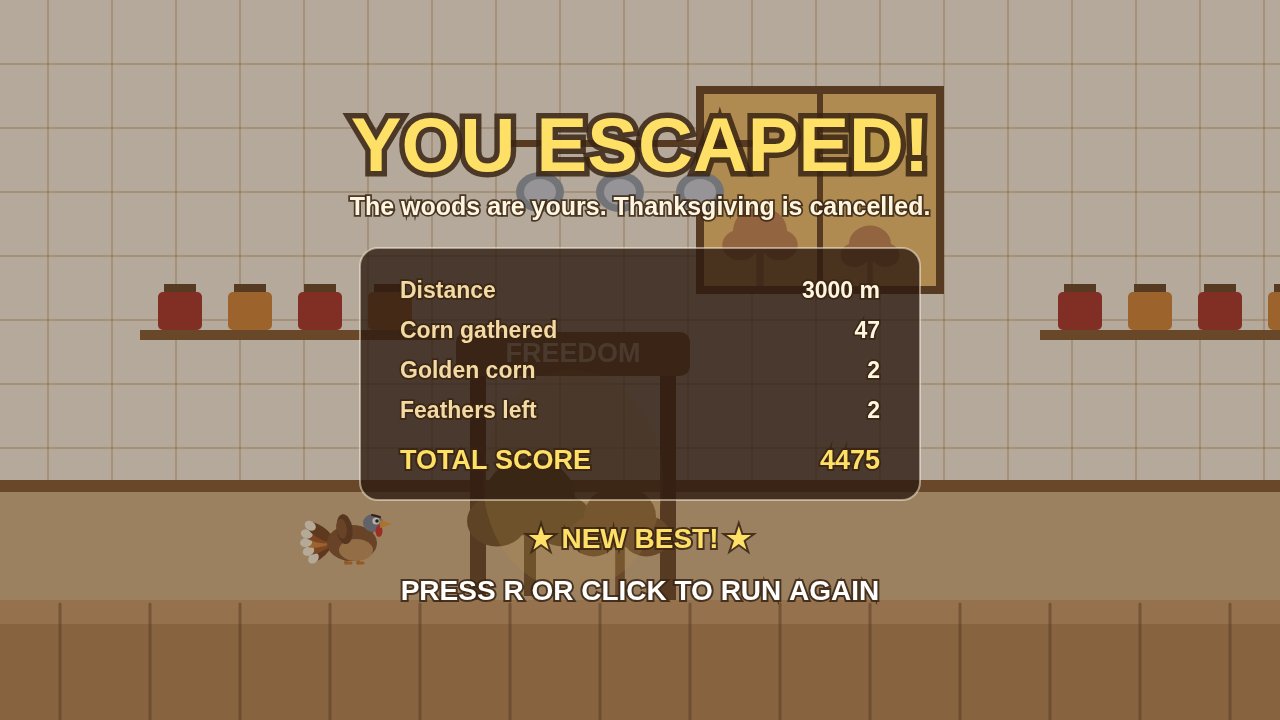 YOU ESCAPED!
The woods are yours. Thanksgiving is cancelled.
Distance 3000 m
Corn gathered 47
FREEDOM
Golden corn 2
Feathers left 2
TOTAL SCORE 4475
★ NEW BEST! ★
PRESS R OR CLICK TO RUN AGAIN